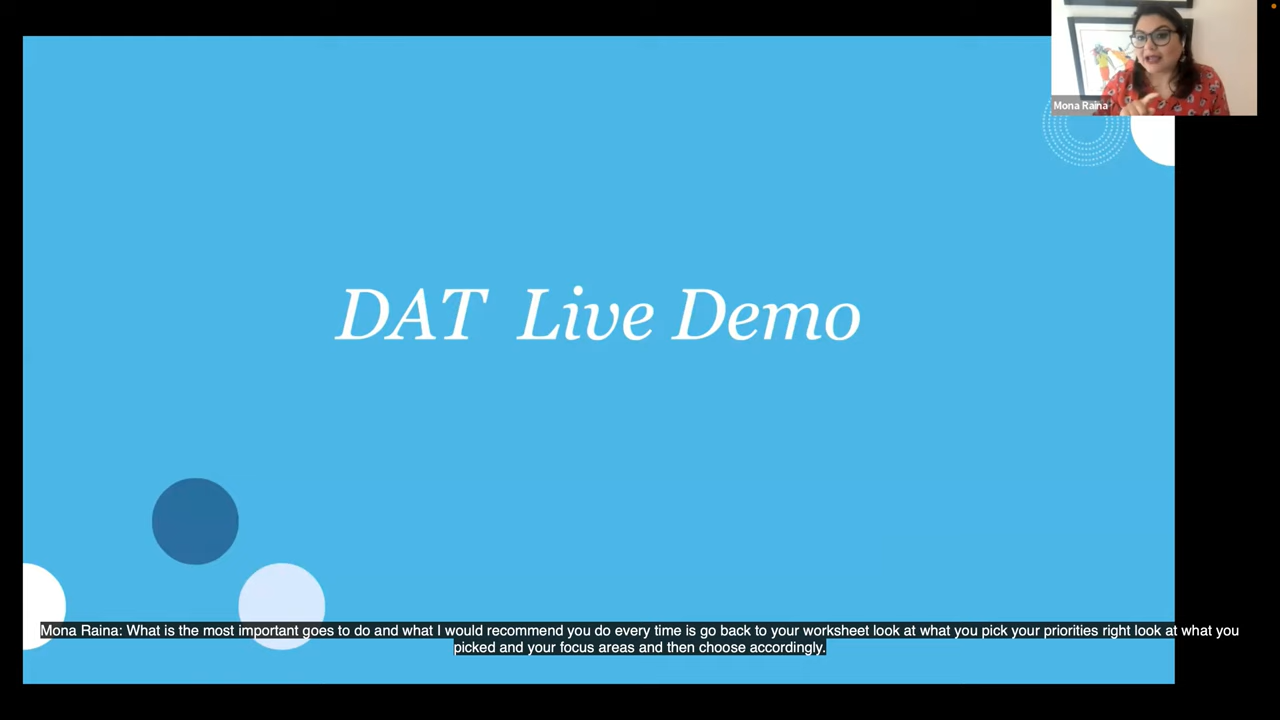 Mona Raina
DAT Live Demo
Mona Raina: What is the most important goes to do and what I would recommend you do every time is go back to your worksheet look at what you pick your priorities right look at what you
picked and your focus areas and then choose accordingly.